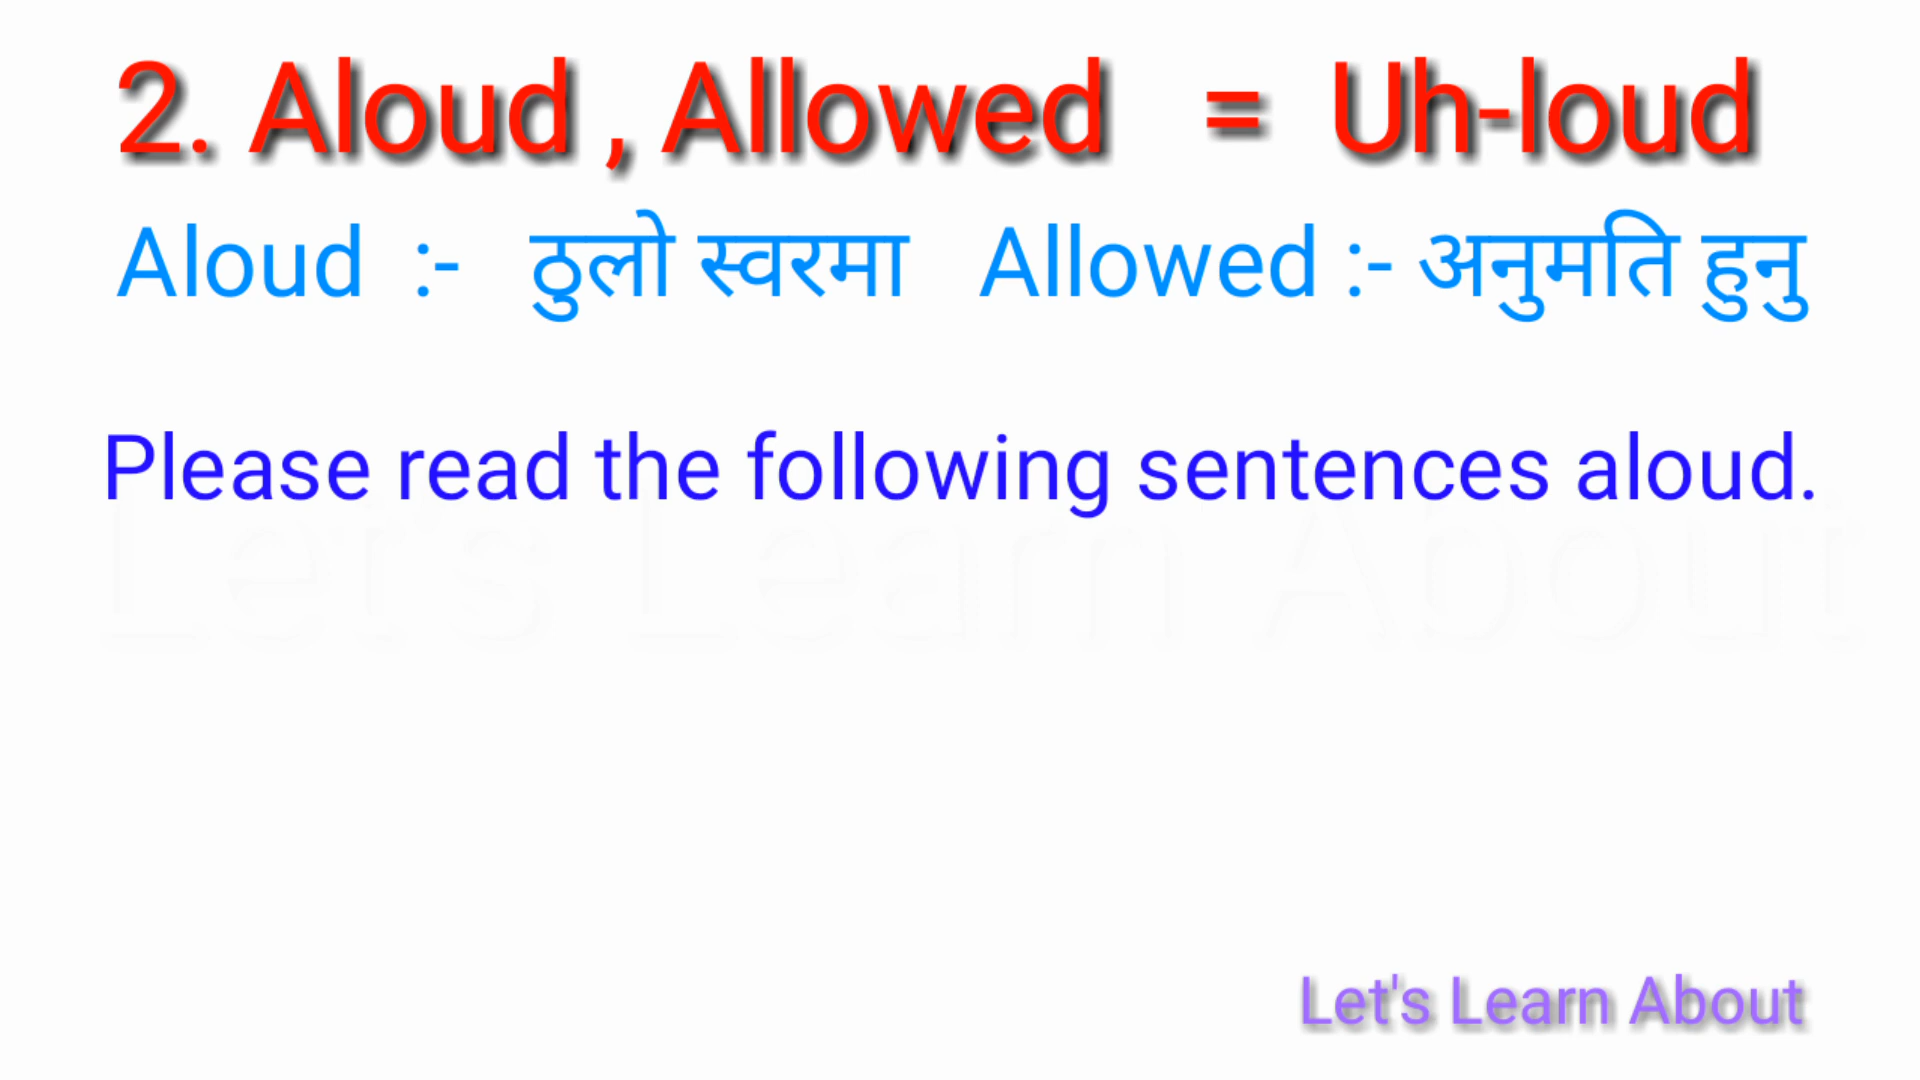 2. Aloud , Allowed = Uh-loud
Aloud :- ठुलो स्वरमा Allowed :- अनुमति हुनु
Please read the following sentences aloud.
Let's Learn About
Let's Learn About